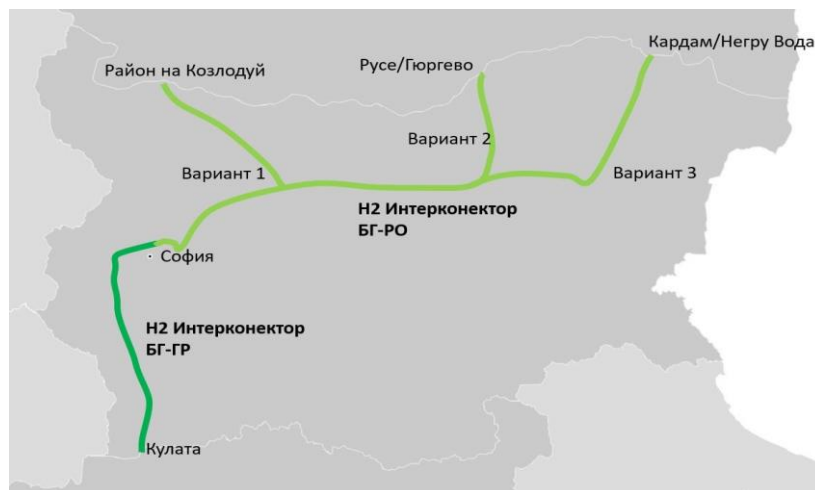 Кардам/Негру Вода
Русе/Гюргево
Район на Козлодуй
Вариант 2
Вариант 1
Вариант 3
H2 Интерконектор
БГ-РО
София
H2 Интерконектор
БГ-ГР
Кулата